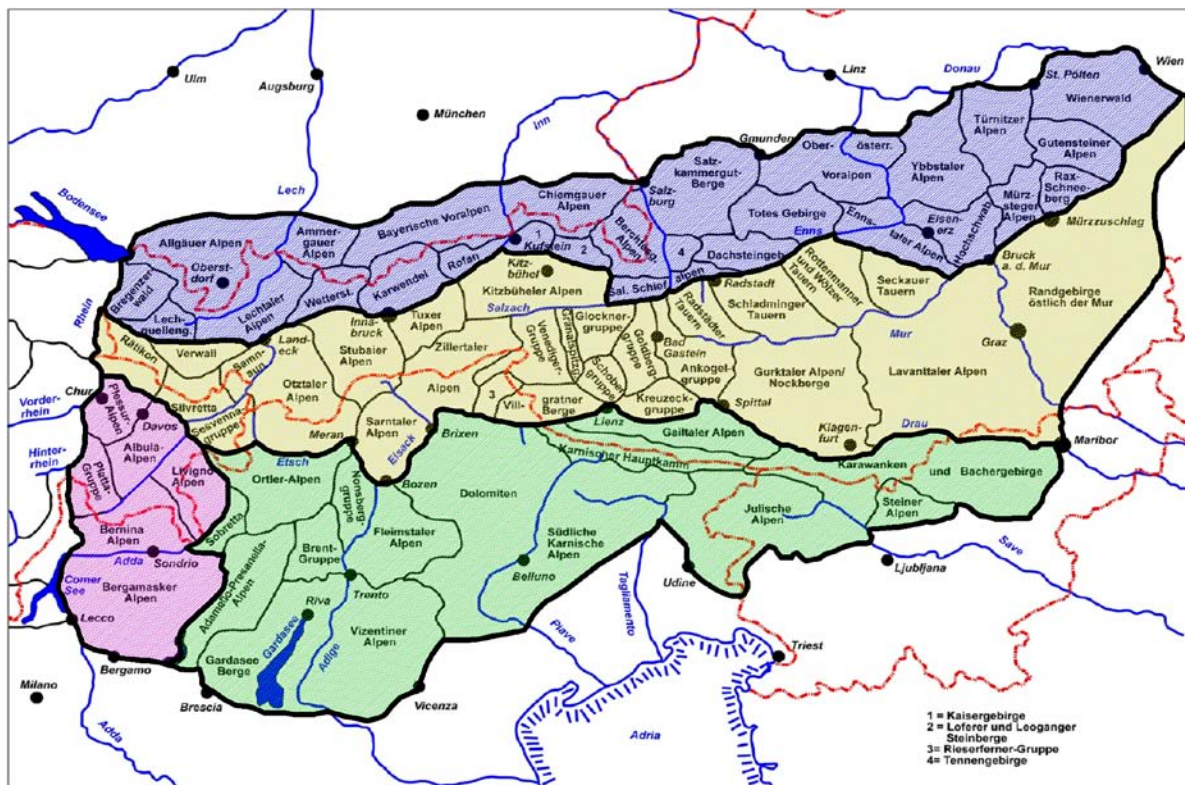 Wien
Linz
Donau
Ulm
Augsburg
St. Pölten
Wienerwald
München
Inn
Türnitzer
Alpen
Gmunden
Ober-
österr.
Voralpen
Gutensteiner
Alpen
Ybbstaler
Alpen
Salz-
kammergut-
Berge
Bodensee
Lech
Chiemgauer
Alpen
Salz-
burg
Rax-
Schnee-
berg
Mürz-
steger
Alpen
Mürzzuschlag
Allgäuer Alpen
Ammer-
gauer
Alpen
Bayerische Voralpen
Totes Gebirge
Enns-
taler Alpen
Eisen-
erz
Hochschwab
Enns
1
Kufstein
2
Berchtesg.
Alpen
4
Dachsteingeb.
Oberst-
dorf
Bregenzer
wald
Lech-
quelleng.
Lechtaler
Alpen
Wetterst.
Karwendel
Rofan
Kitz-
bühel
Kitzbüheler Alpen
Sal. Schief
alpen
Radstadt
Rottenmanner
und Wölzer
Tauern
Seckauer
Tauern
Bruck
a. d. Mur
Randgebirge
östlich der Mur
Rhein
Rätikon
Verwall
Land-
eck
Samn-
aun
Inns-
bruck
Tuxer
Alpen
Salzach
Glockner-
gruppe
Radstädter
Tauern
Schladminger
Tauern
Mur
Graz
Stubaier
Alpen
Zillertaler
Alpen
Venediger-
Gruppe
Granatspitzg.
Goldberg
Gruppe
Bad
Gastein
Ankogel-
gruppe
Gurktaler Alpen/
Nockberge
Lavanttaler Alpen
Chur
Silvretta
Sesvenna-
gruppe
Ötztaler
Alpen
Schober
gruppe
Kreuzeck-
gruppe
Spittal
3
Vill-
gratner
Berge
Vorder-
rhein
Plessur-
Alpen
Davos
Meran
Sarntaler
Alpen
Eisack
Brixen
Lienz
Gailtaler Alpen
Klagen-
furt
Drau
Maribor
Hinter-
rhein
Albula-
Alpen
Platta-
Gruppe
Livigno
Alpen
Etsch
Ortler-Alpen
Nonsberg-
gruppe
Bozen
Dolomiten
Karnischer Hauptkamm
Karawanken
und
Bachergebirge
Bernina
Alpen
Sobretta
Fleimstaler
Alpen
Südliche
Karnische
Alpen
Julische
Alpen
Steiner
Alpen
Adda
Sondrio
Brent-
Gruppe
Belluno
Save
Comer
See
Bergamasker
Alpen
Adamello-Presanella-
Alpen
Trento
Udine
Ljubljana
Lecco
Riva
Gardasee
Vizentiner
Alpen
Piave
Tagliamento
Triest
Bergamo
Gardasee
Berge
Adige
Milano
Brescia
Vicenza
Adda
Adria
1 = Kaisergebirge
2 = Loferer und Leoganger
Steinberge
3= Rieserferner-Gruppe
4= Tennengebirge